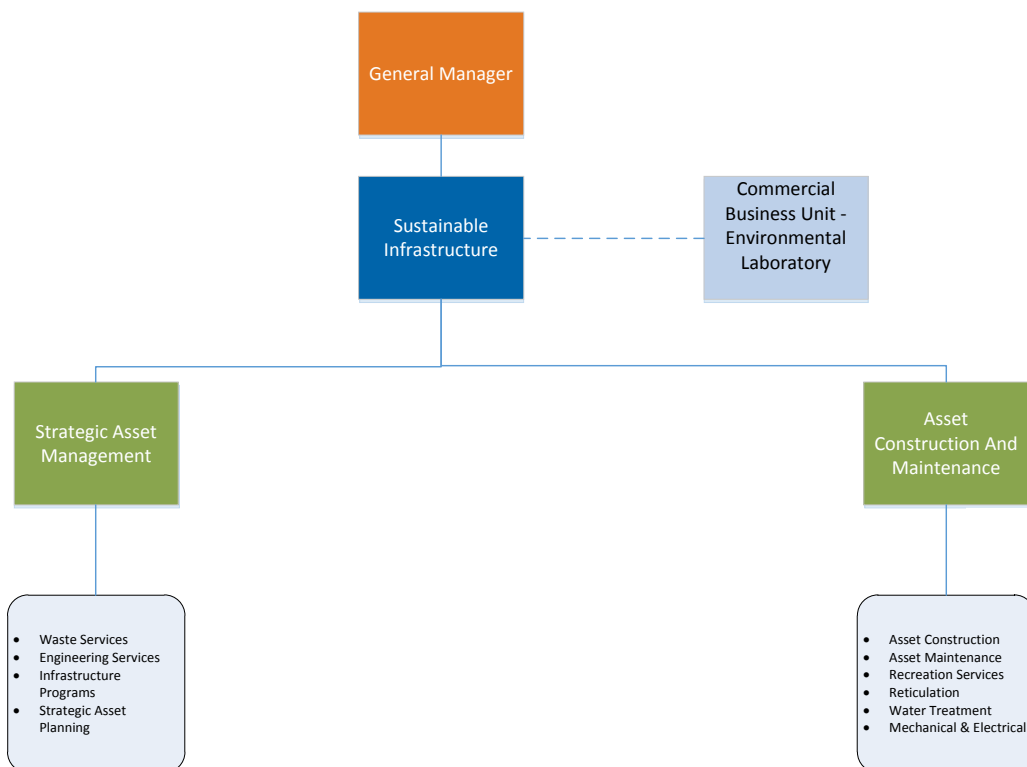 General Manager
Sustainable
Infrastructure
Commercial
Business Unit -
Environmental
Laboratory
Strategic Asset
Management
Asset
Construction And
Maintenance
• Waste Services
• Engineering Services
• Infrastructure
Programs
• Strategic Asset
Planning
• Asset Construction
• Asset Maintenance
• Recreation Services
• Reticulation
• Water Treatment
• Mechanical & Electrical